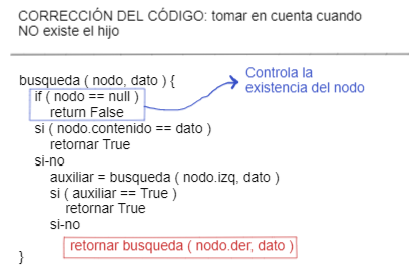 CORRECCIÓN DEL CÓDIGO: tomar en cuenta cuando
NO existe el hijo
busqueda ( nodo, dato ) {
if ( nodo == null )
return False
Controla la
existencia del nodo
si ( nodo.contenido == dato )
retornar True
si-no
auxiliar = busqueda ( nodo.izq, dato )
si ( auxiliar == True )
retornar True
si-no
retornar busqueda ( nodo.der, dato )
}